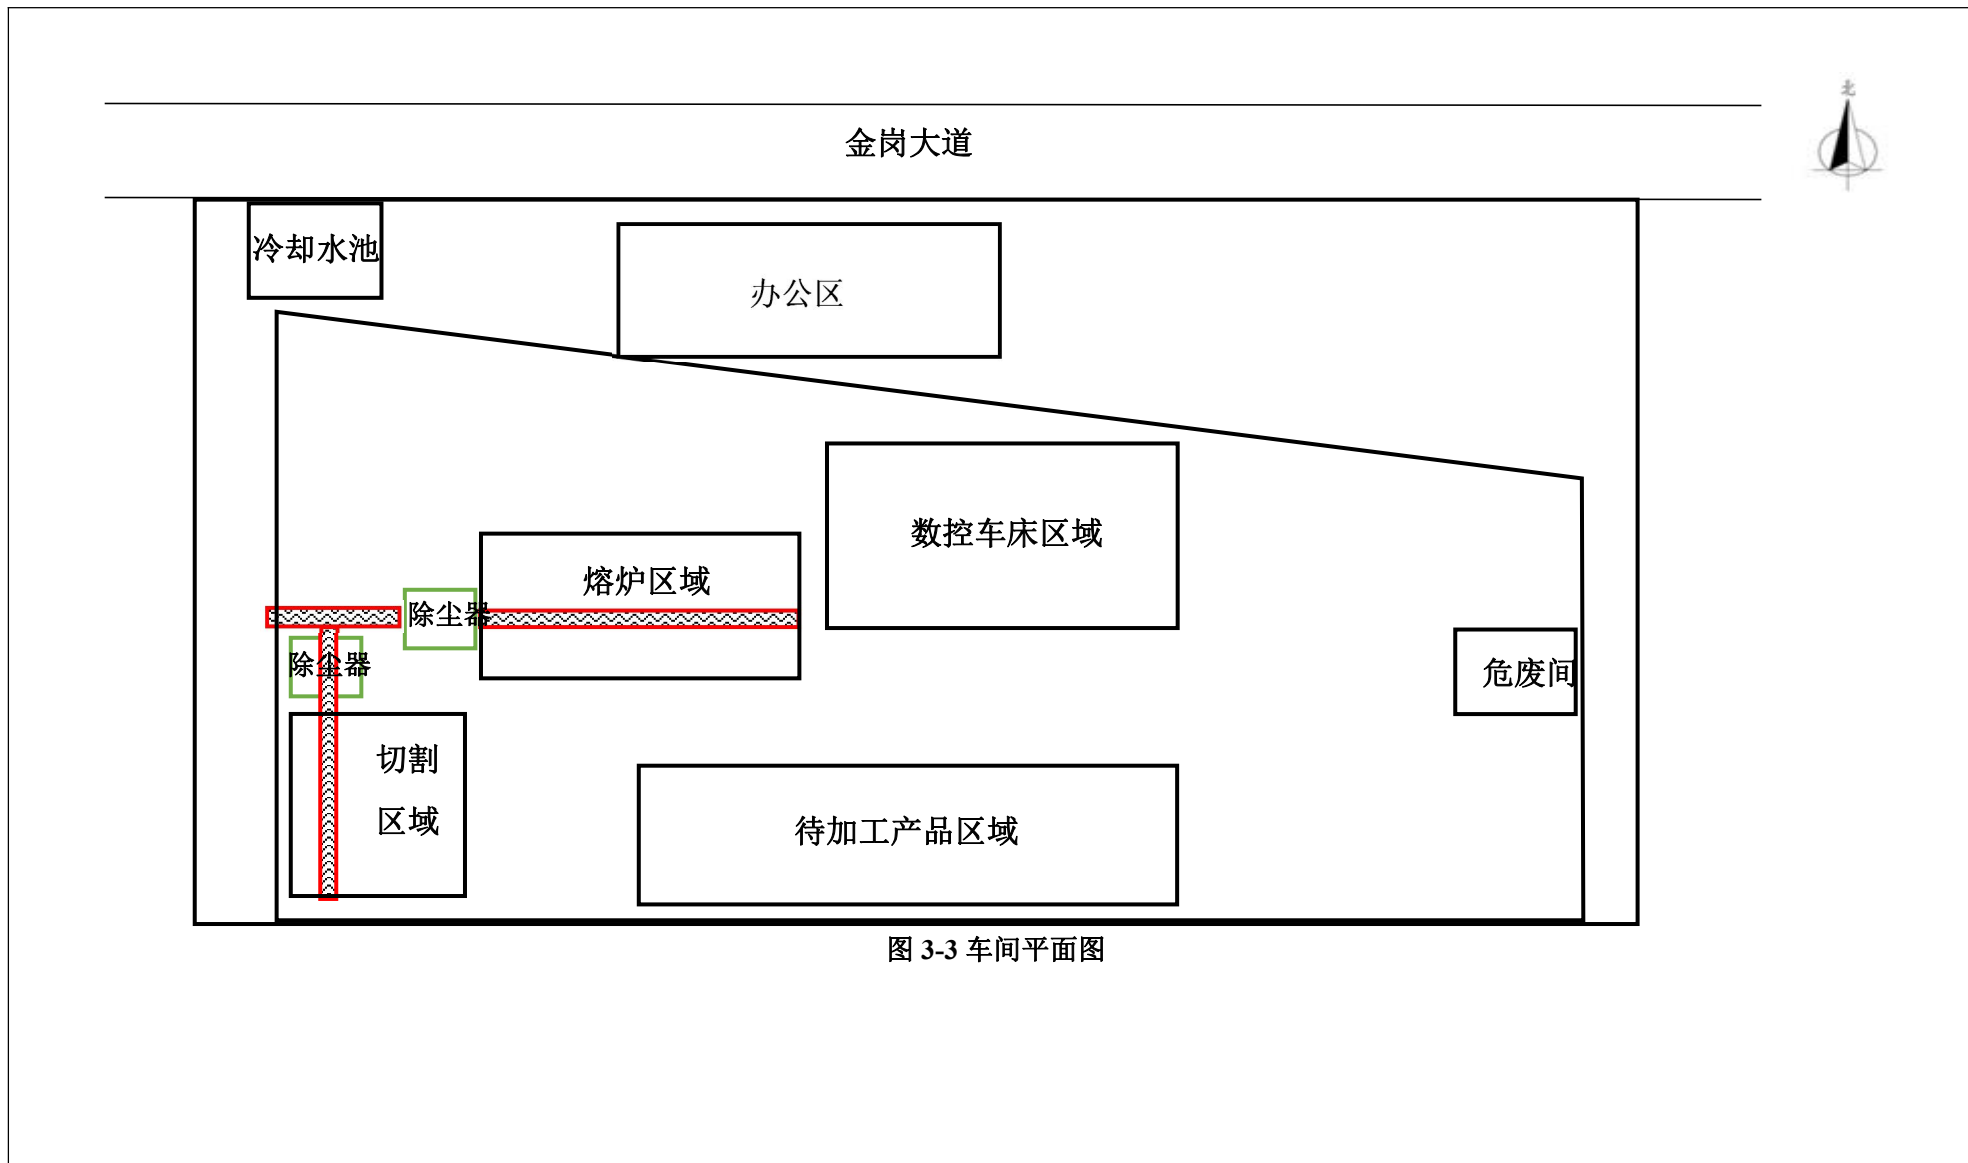 北
金岗大道
冷却水池
办公区
数控车床区域
熔炉区域
除尘器
除尘器
危废间
切割
区域
待加工产品区域
图 3-3 车间平面图